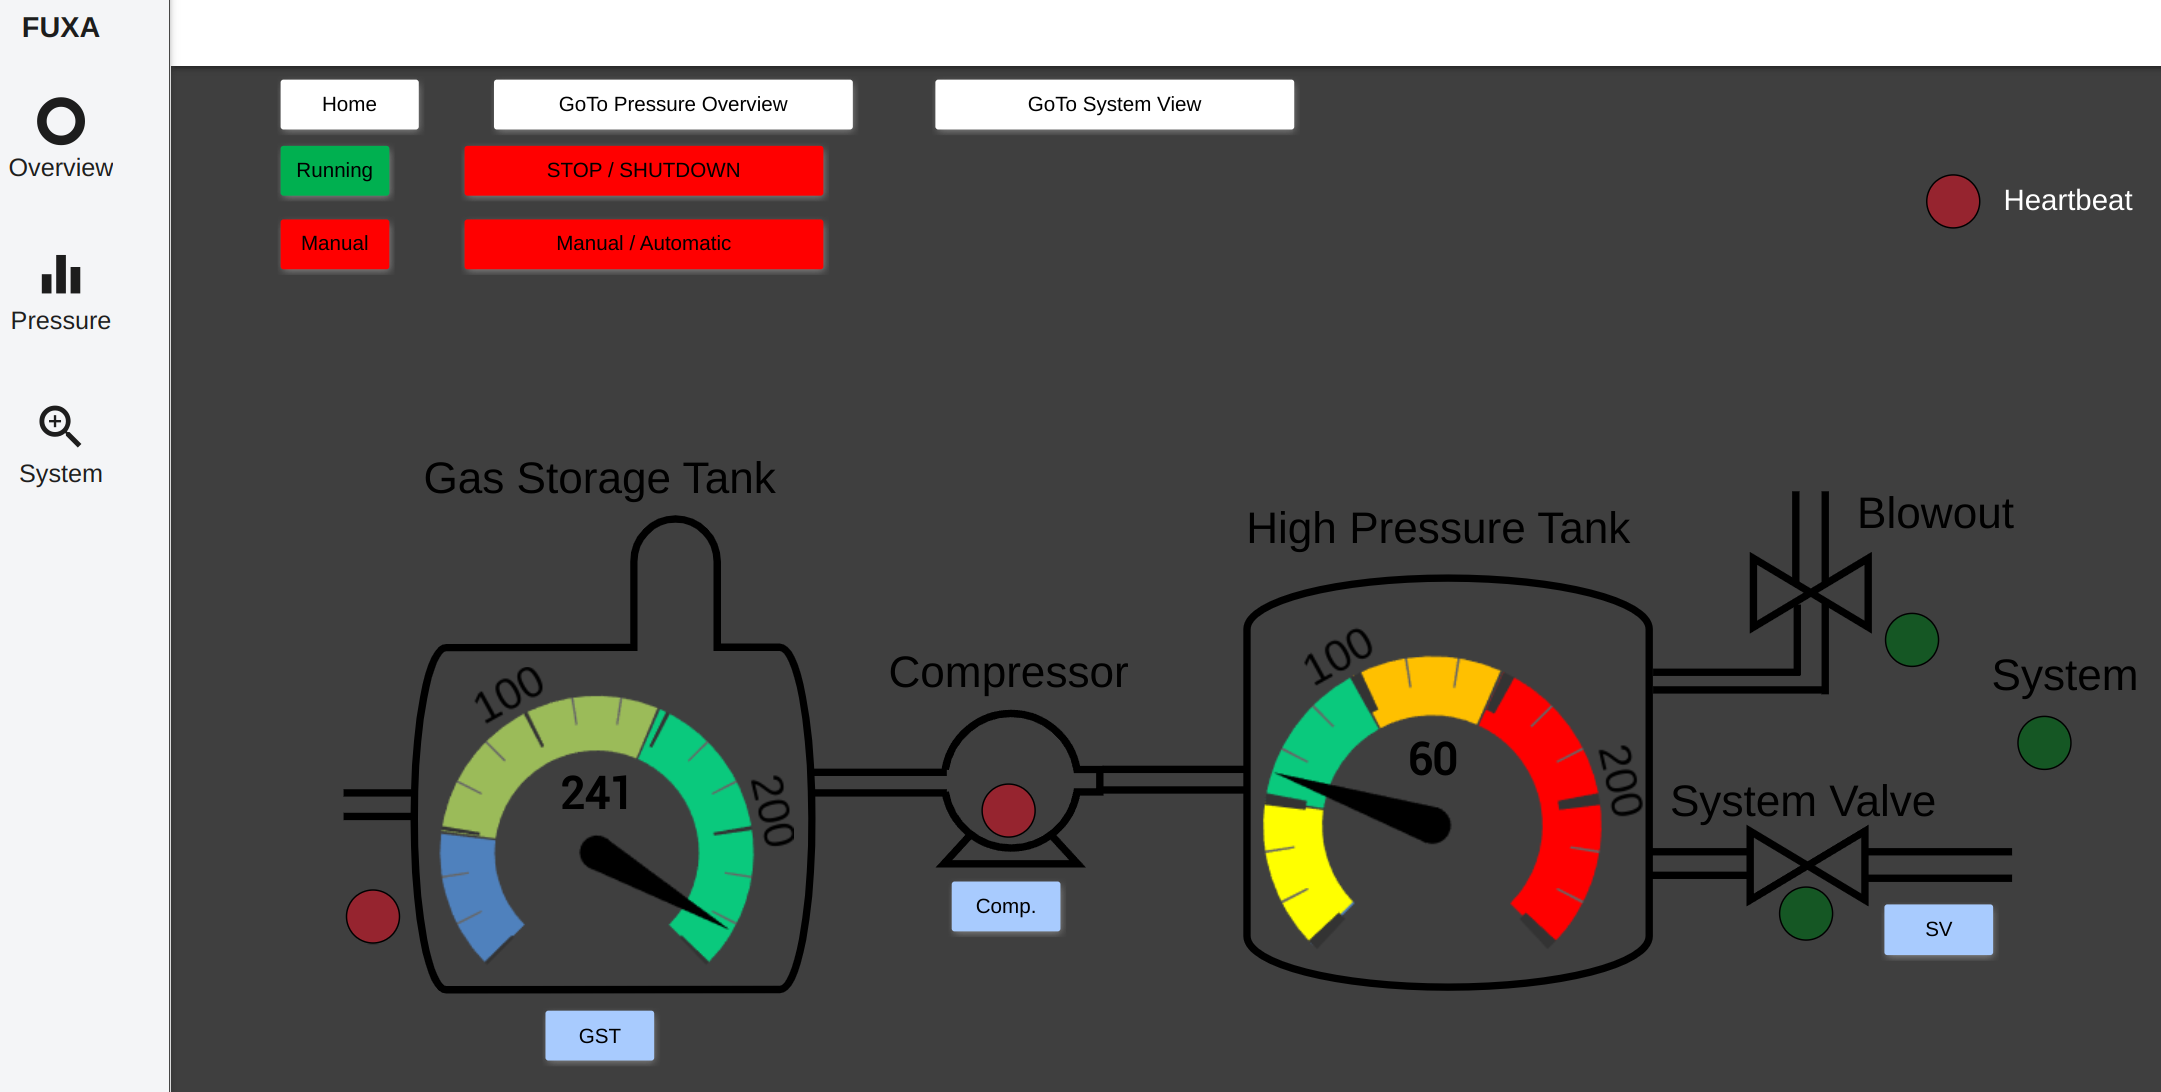 FUXA
Overview
Pressure
System
Home
GoTo Pressure Overview
GoTo System View
Running
STOP / SHUTDOWN
Manual
Manual / Automatic
Heartbeat
Gas Storage Tank
100
200
241
GST
Compressor
Comp.
High Pressure Tank
100
200
60
Blowout
System
System Valve
SV